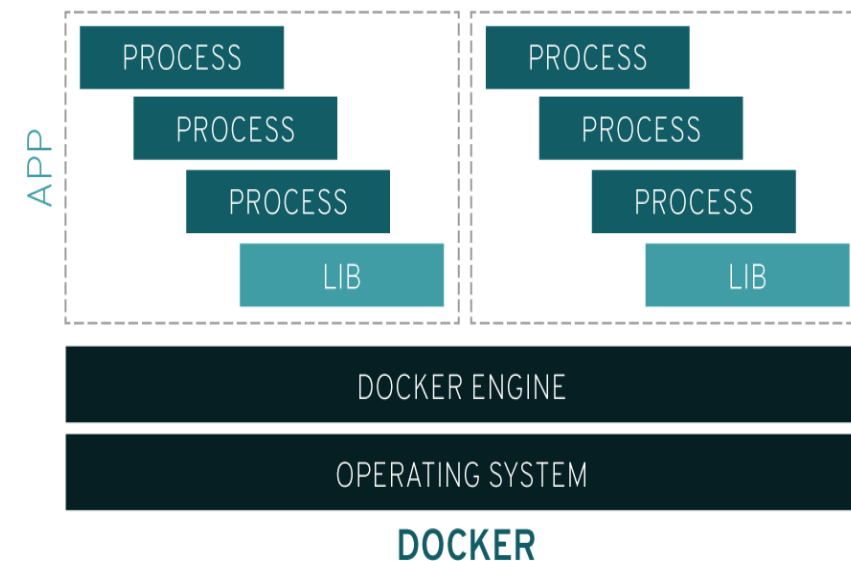 APP
PROCESS
PROCESS
PROCESS
LIB
PROCESS
PROCESS
PROCESS
LIB
DOCKER ENGINE
OPERATING SYSTEM
DOCKER